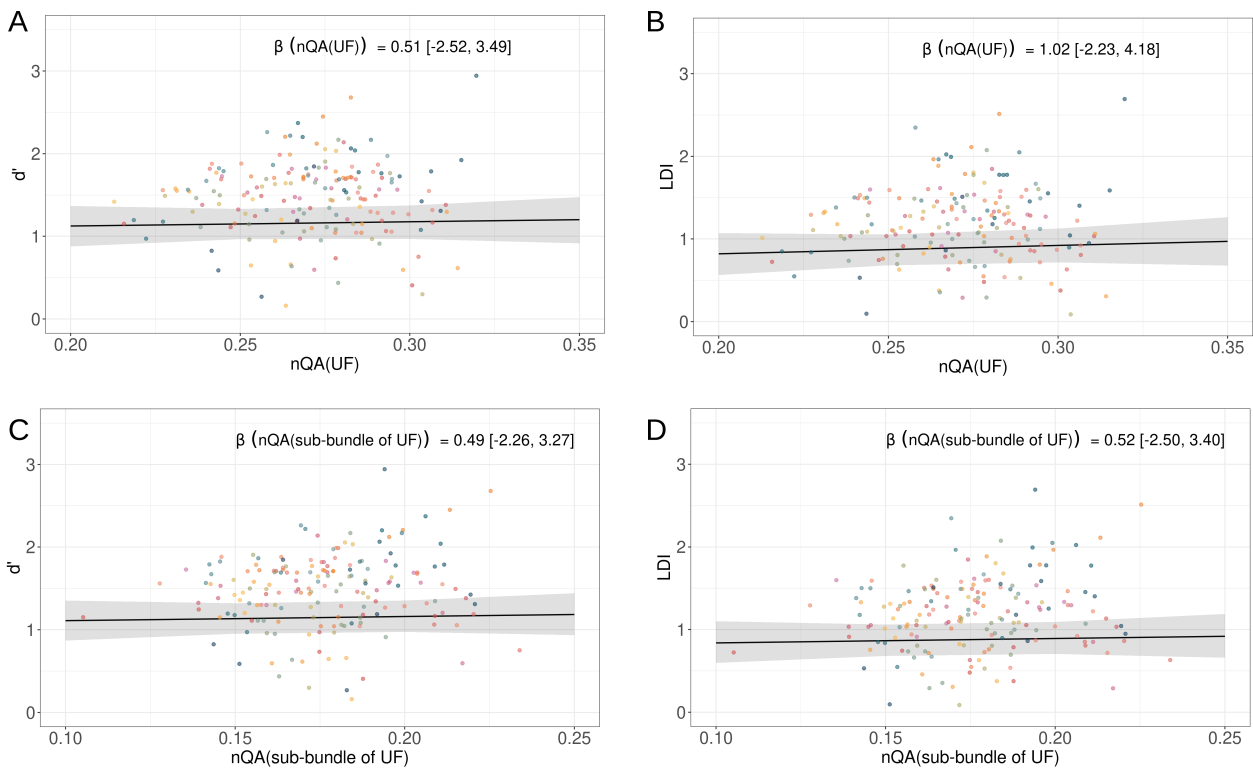 A
β (nQA(UF)) = 0.51 [-2.52, 3.49]
3
2
1
0
d'
0.20 0.25 0.30 0.35
nQA(UF)
B
β (nQA(UF)) = 1.02 [-2.23, 4.18]
3
2
1
0
LDI
0.20 0.25 0.30 0.35
nQA(UF)
C
β (nQA(sub-bundle of UF)) = 0.49 [-2.26, 3.27]
3
2
1
0
d'
0.10 0.15 0.20 0.25
nQA(sub-bundle of UF)
D
β (nQA(sub-bundle of UF)) = 0.52 [-2.50, 3.40]
3
2
1
0
LDI
0.10 0.15 0.20 0.25
nQA(sub-bundle of UF)